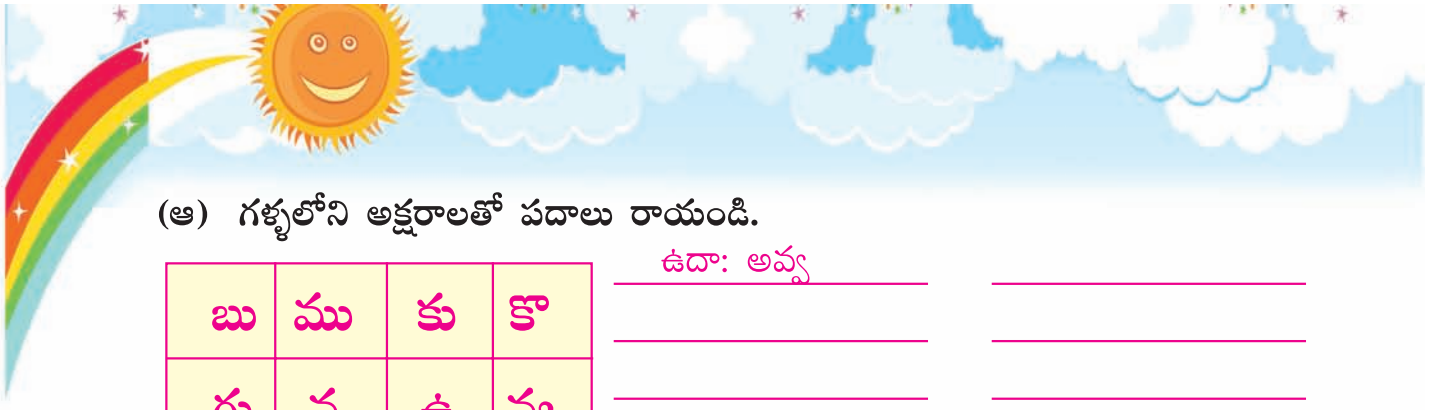 (ఆ) గళ్ళలోని అక్షరాలతో పదాలు రాయండి.
ఉదా: అవ్వ
బు ము కు కొ